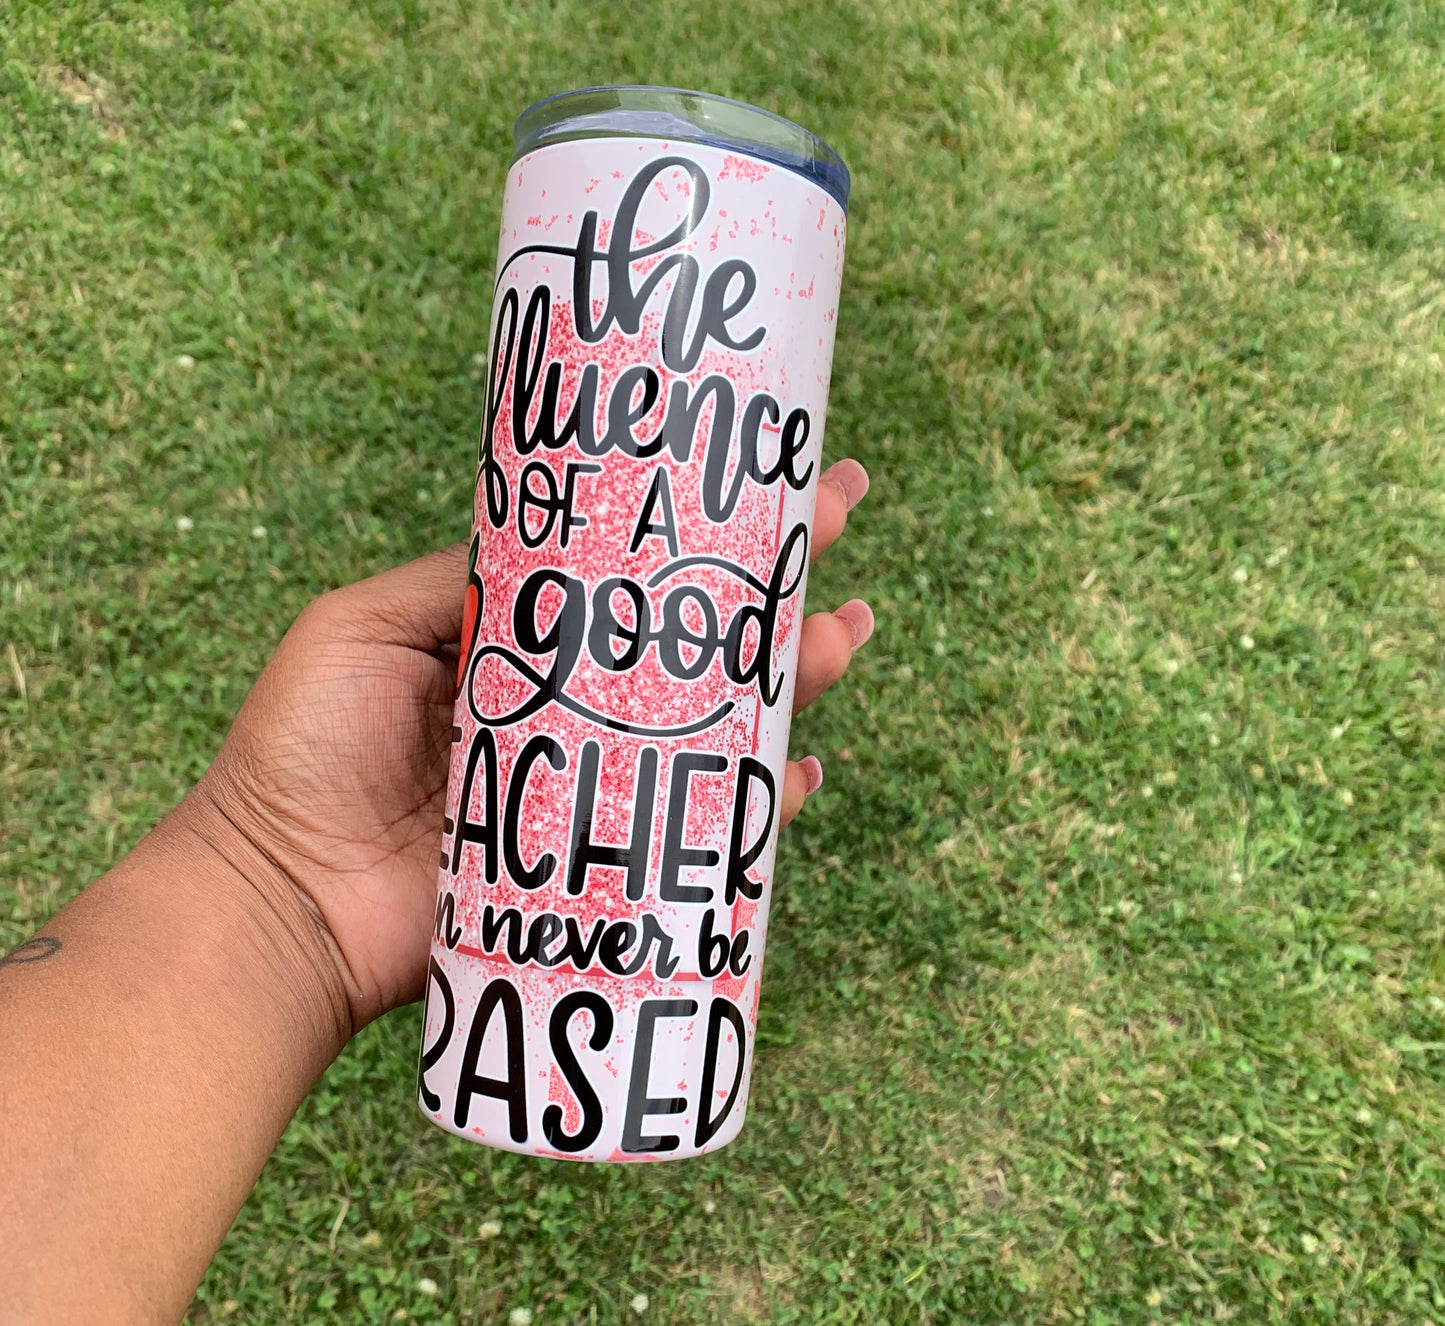 the
fluence
OF A
good
EACHER
n never be
RASED